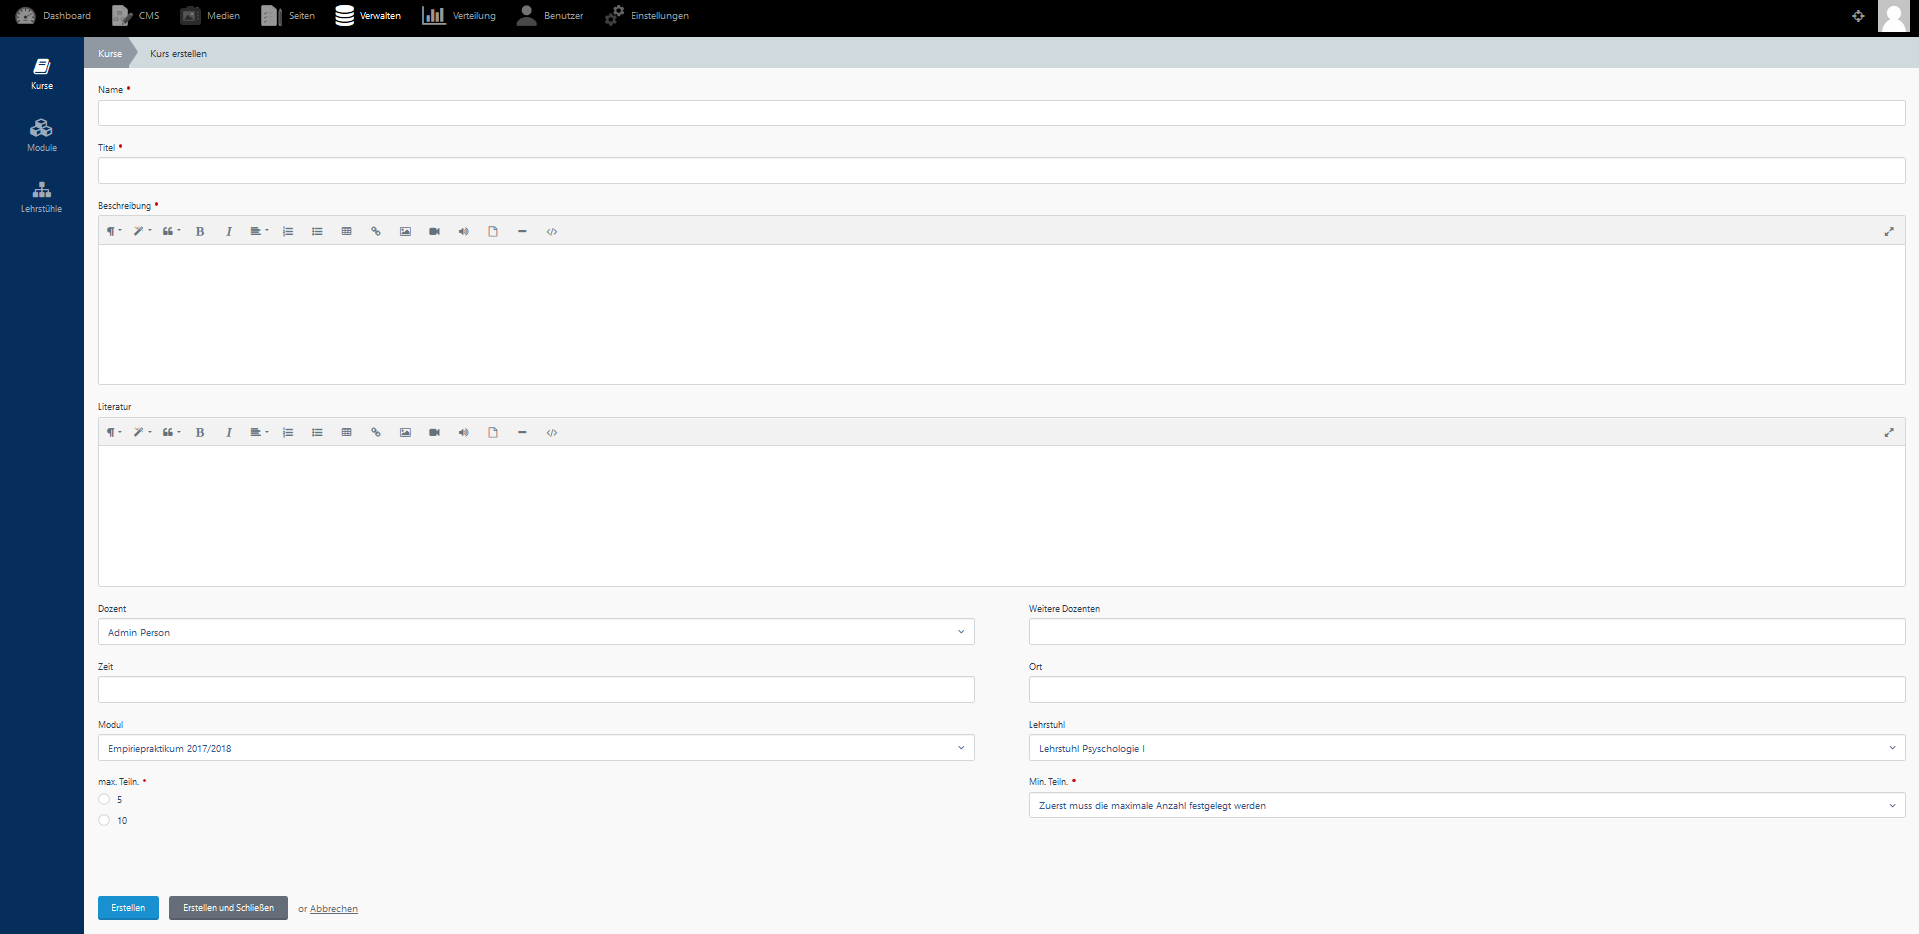 Dashboard CMS Medien Seiten Verwalten Verteilung Benutzer Einstellungen
Kurse Kurs erstellen
Kurse
Module
Lehrstühle
Name •
Titel •
Beschreibung •
Literatur
Dozent Weitere Dozenten
Admin Person
Zeit Ort
Modul Lehrstuhl
Empiriepraktikum 2017/2018 Lehrstuhl Psyschologie I
max. Teiln. • Min. Teiln. •
5 Zuerst muss die maximale Anzahl festgelegt werden
10
Erstellen Erstellen und Schließen or Abbrechen